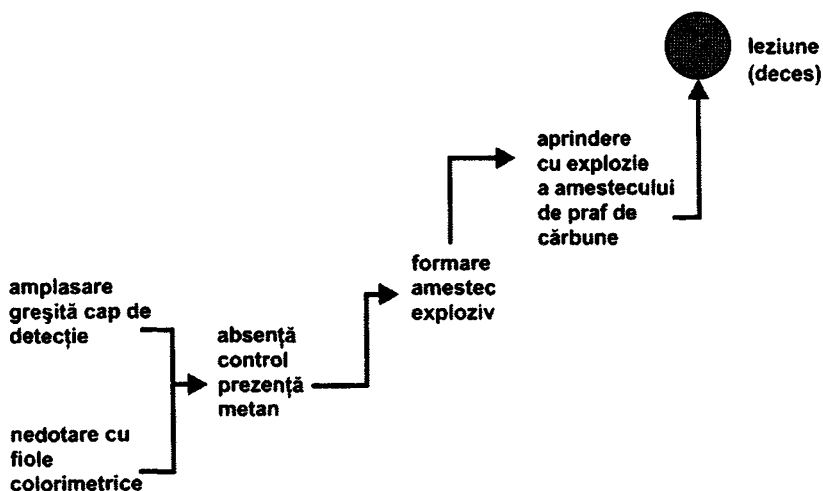 leziune
(deces)
aprindere
cu explozie
a amestecului
de praf de
cărbune
formare
amestec
exploziv
amplasare
greșită cap de
detecție
absență
control
prezență
metan
nedotare cu
fiole
colorimetrice